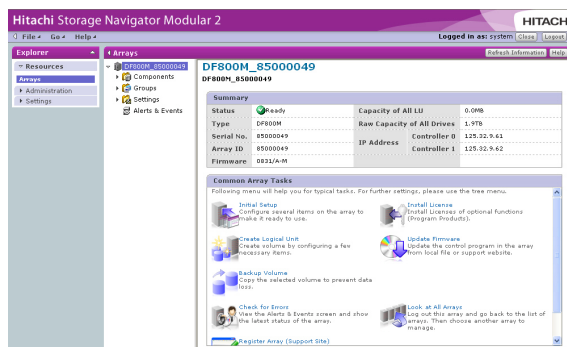 Hitachi Storage Navigator Modular 2
HITACH
File Go Help
Logged in as: system Close Logout
Explorer
Arrays
Refresh Information Help
Resources
Arrays
Administration
Settings
DF800M_85000049
Components
Groups
Settings
Alerts & Events
DF800M_85000049
DF800M_85000049
Summary
Status Ready Capacity of All LU 0.0MB
Type DF800M Raw Capacity of All Drives 1.9TB
Serial No. 85000049 IP Address Controller 0 125.32.9.61
Array ID 85000049 Controller 1 125.32.9.62
Firmware 0831/A-M
Common Array Tasks
Following menu will help you for typical tasks. For further settings, please use the tree menu.
Initial Setup
Configure several items on the array to
make it ready to use.
Install License
Install Licenses of optional functions
(Program Products).
Create Logical Unit
Create volume by configuring a few
necessary items.
Update Firmware
Update the control program in the array
from local file or support website.
Backup Volume
Copy the selected volume to prevent data
loss.
Check for Errors
View the Alerts & Events screen and show
the latest status of the array.
Look at All Arrays
Log out this array and go back to the list of
arrays. Then choose another array to
manage.
Register Array (Support Site)